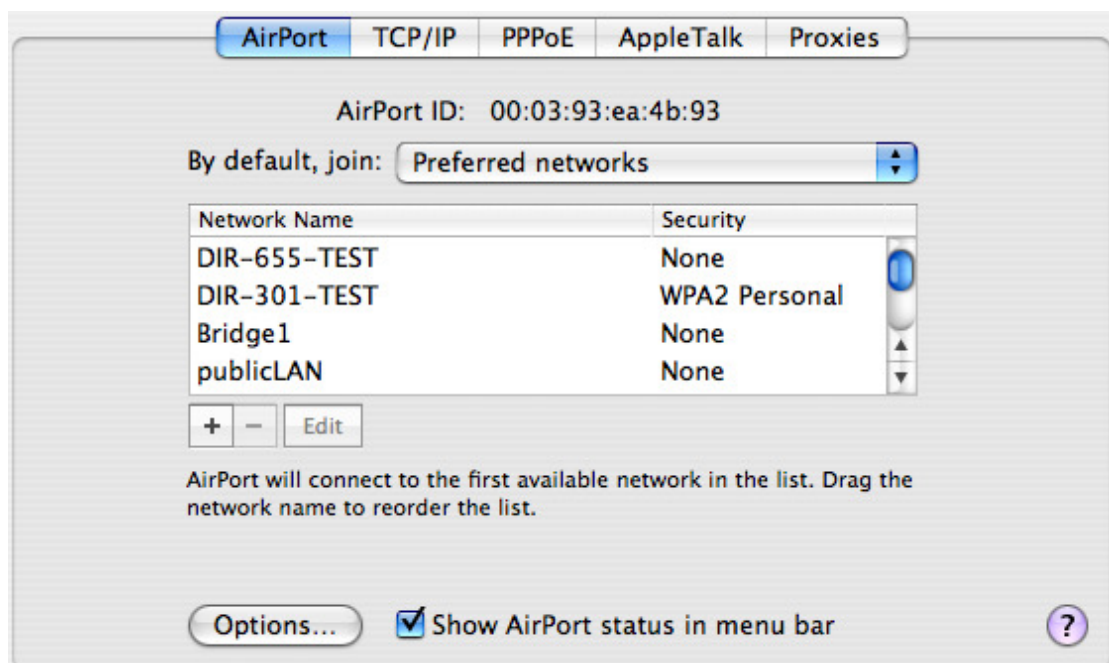 AirPort TCP/IP PPPoE AppleTalk Proxies
AirPort ID: 00:03:93:ea:4b:93
By default, join: Preferred networks
Network Name Security
DIR-655-TEST None
DIR-301-TEST WPA2 Personal
Bridge1 None
publicLAN None
+ − Edit
AirPort will connect to the first available network in the list. Drag the
network name to reorder the list.
Options... Show AirPort status in menu bar ?